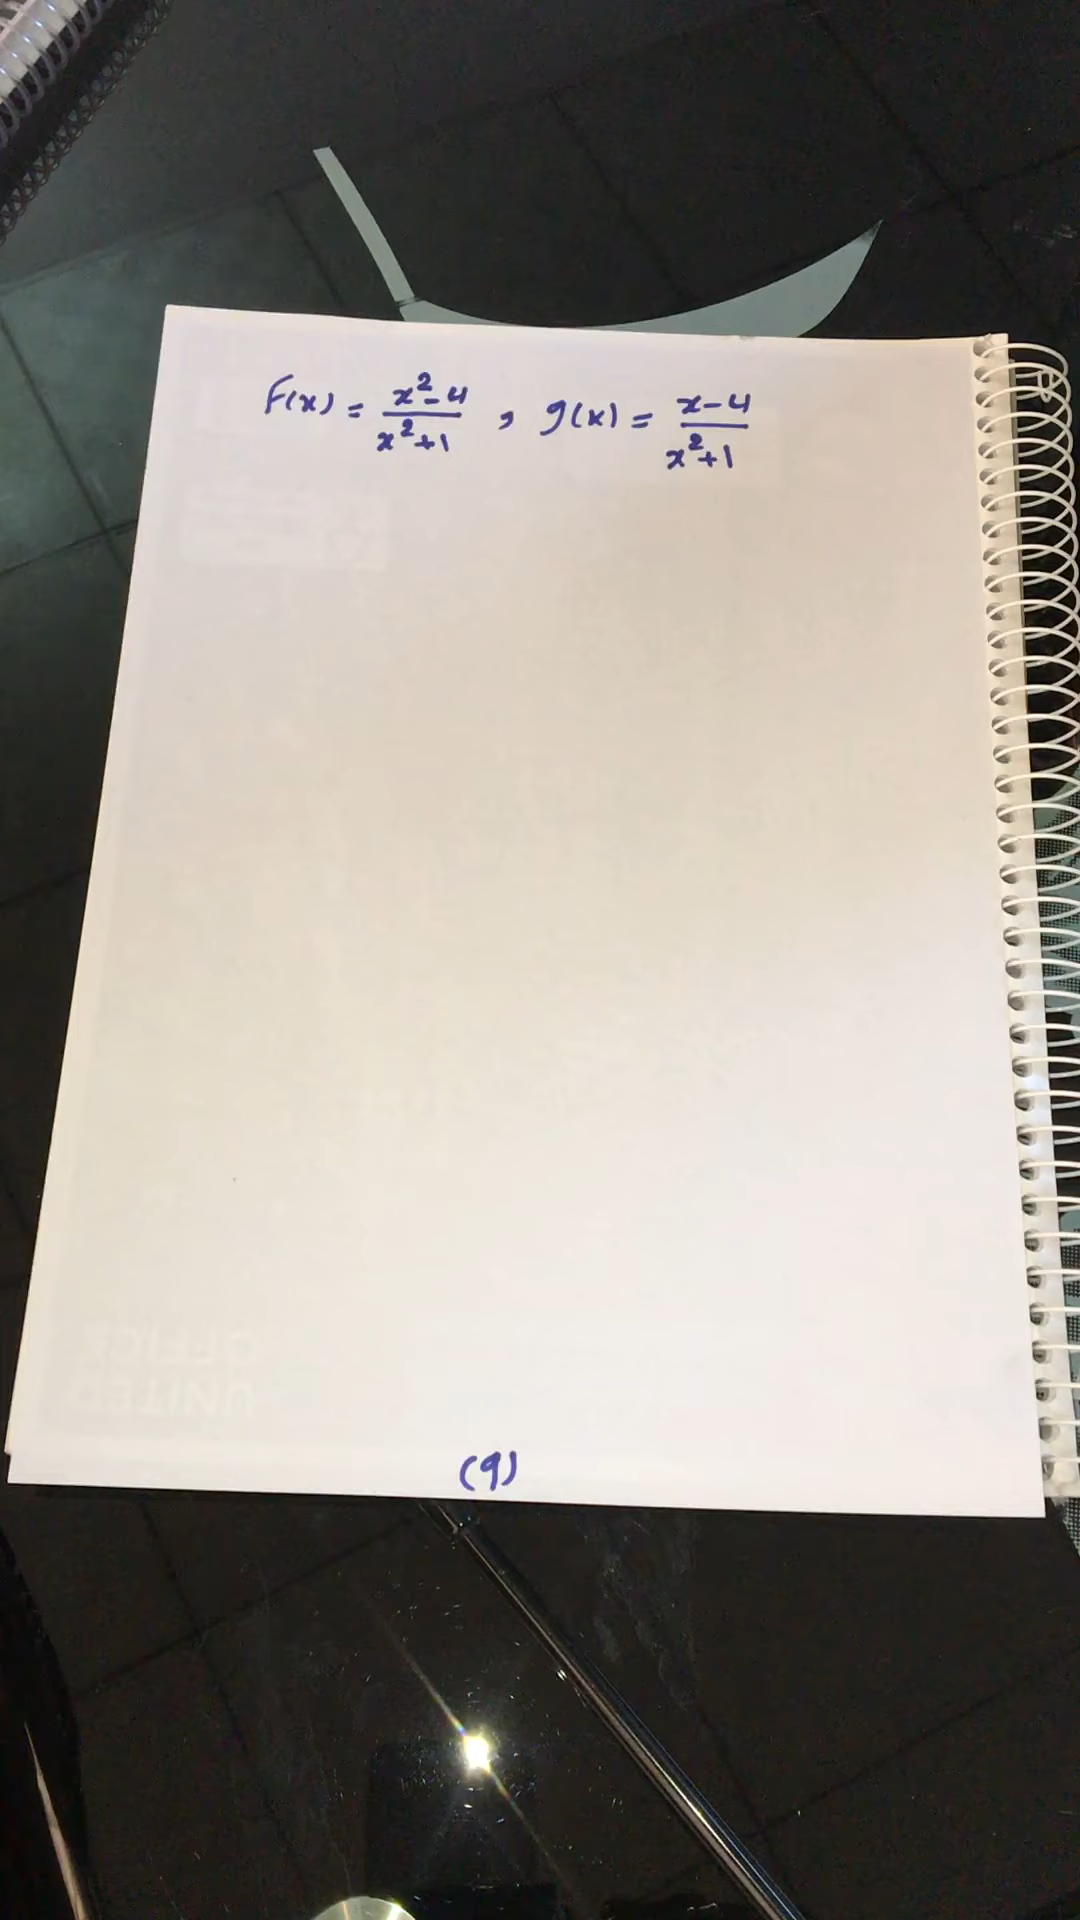 F(x) = x²-4 / x²+1 , g(x) = x-4 / x²+1
(9)